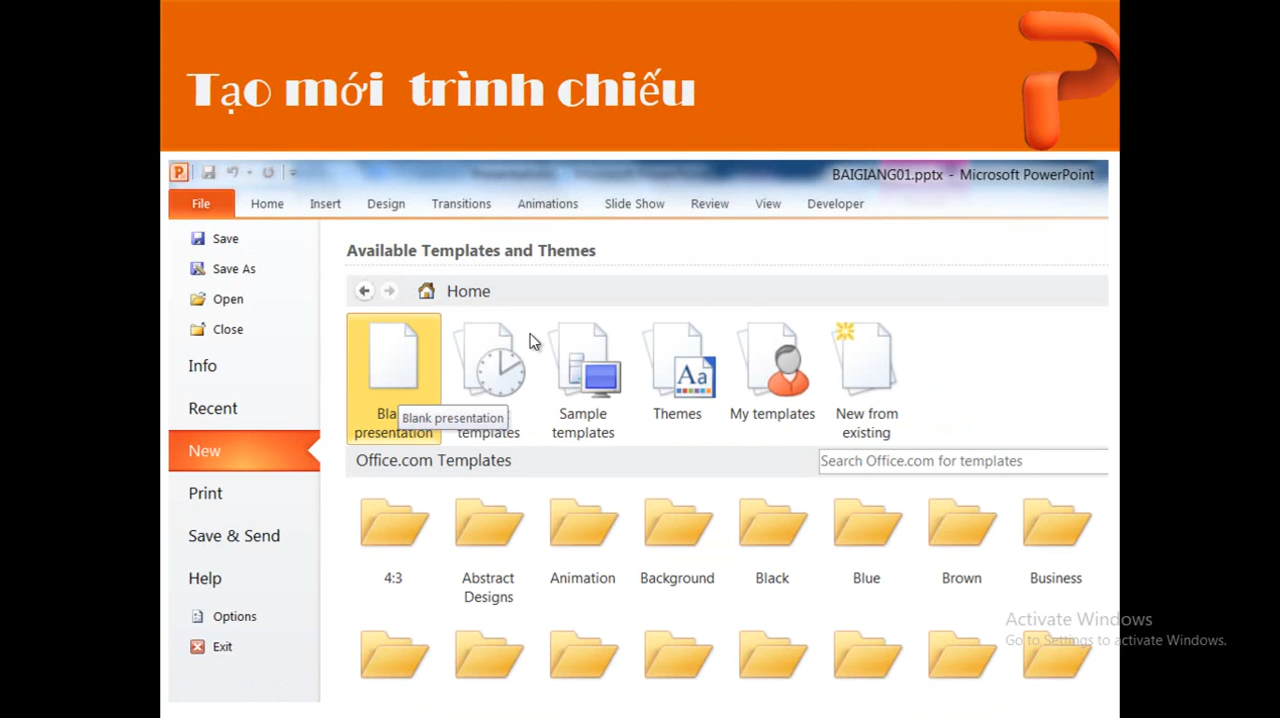 Tạo mới trình chiếu
BAIGIANG01.pptx - Microsoft PowerPoint
File Home Insert Design Transitions Animations Slide Show Review View Developer
Save
Save As
Open
Close
Info
Recent
New
Print
Save & Send
Help
Options
Exit
Available Templates and Themes
Home
Blank presentation
presentation
templates
Sample
templates
Themes
My templates
New from
existing
Office.com Templates
Search Office.com for templates
4:3
Abstract
Designs
Animation
Background
Black
Blue
Brown
Business
Activate Windows
Go to Settings to activate Windows.